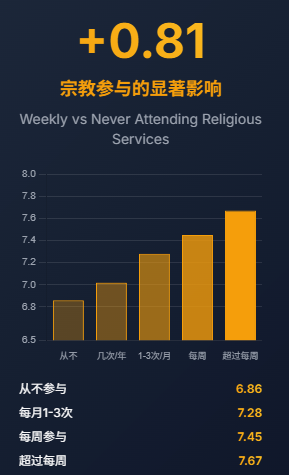 +0.81
宗教参与的显著影响
Weekly vs Never Attending Religious
Services
8.0
7.8
7.6
7.4
7.2
7.0
6.8
6.5
从不
几次/年
1-3次/月
每周
超过每周
从不参与 6.86
每月1-3次 7.28
每周参与 7.45
超过每周 7.67